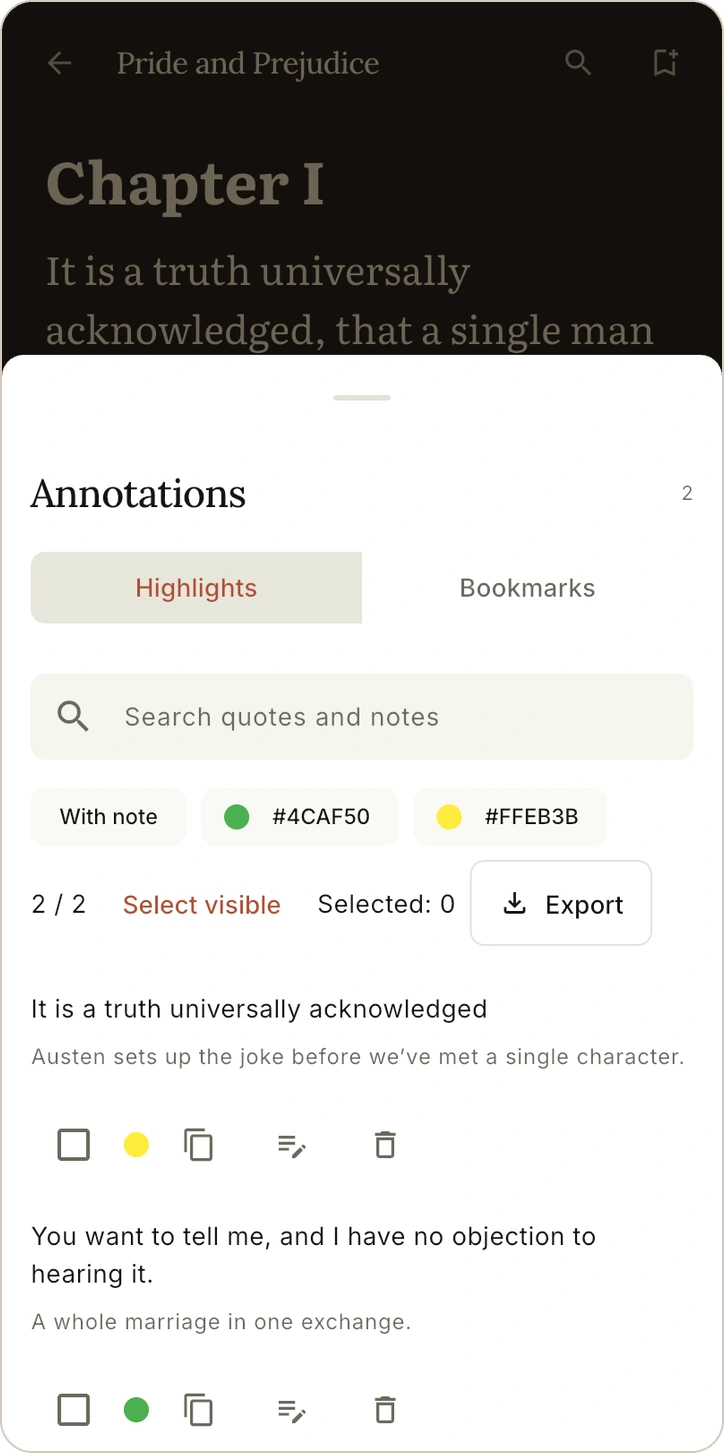 Pride and Prejudice
Chapter I
It is a truth universally
acknowledged, that a single man
Annotations
2
Highlights
Bookmarks
Search quotes and notes
With note
#4CAF50
#FFEB3B
2 / 2
Select visible
Selected: 0
Export
It is a truth universally acknowledged
Austen sets up the joke before we’ve met a single character.
You want to tell me, and I have no objection to
hearing it.
A whole marriage in one exchange.